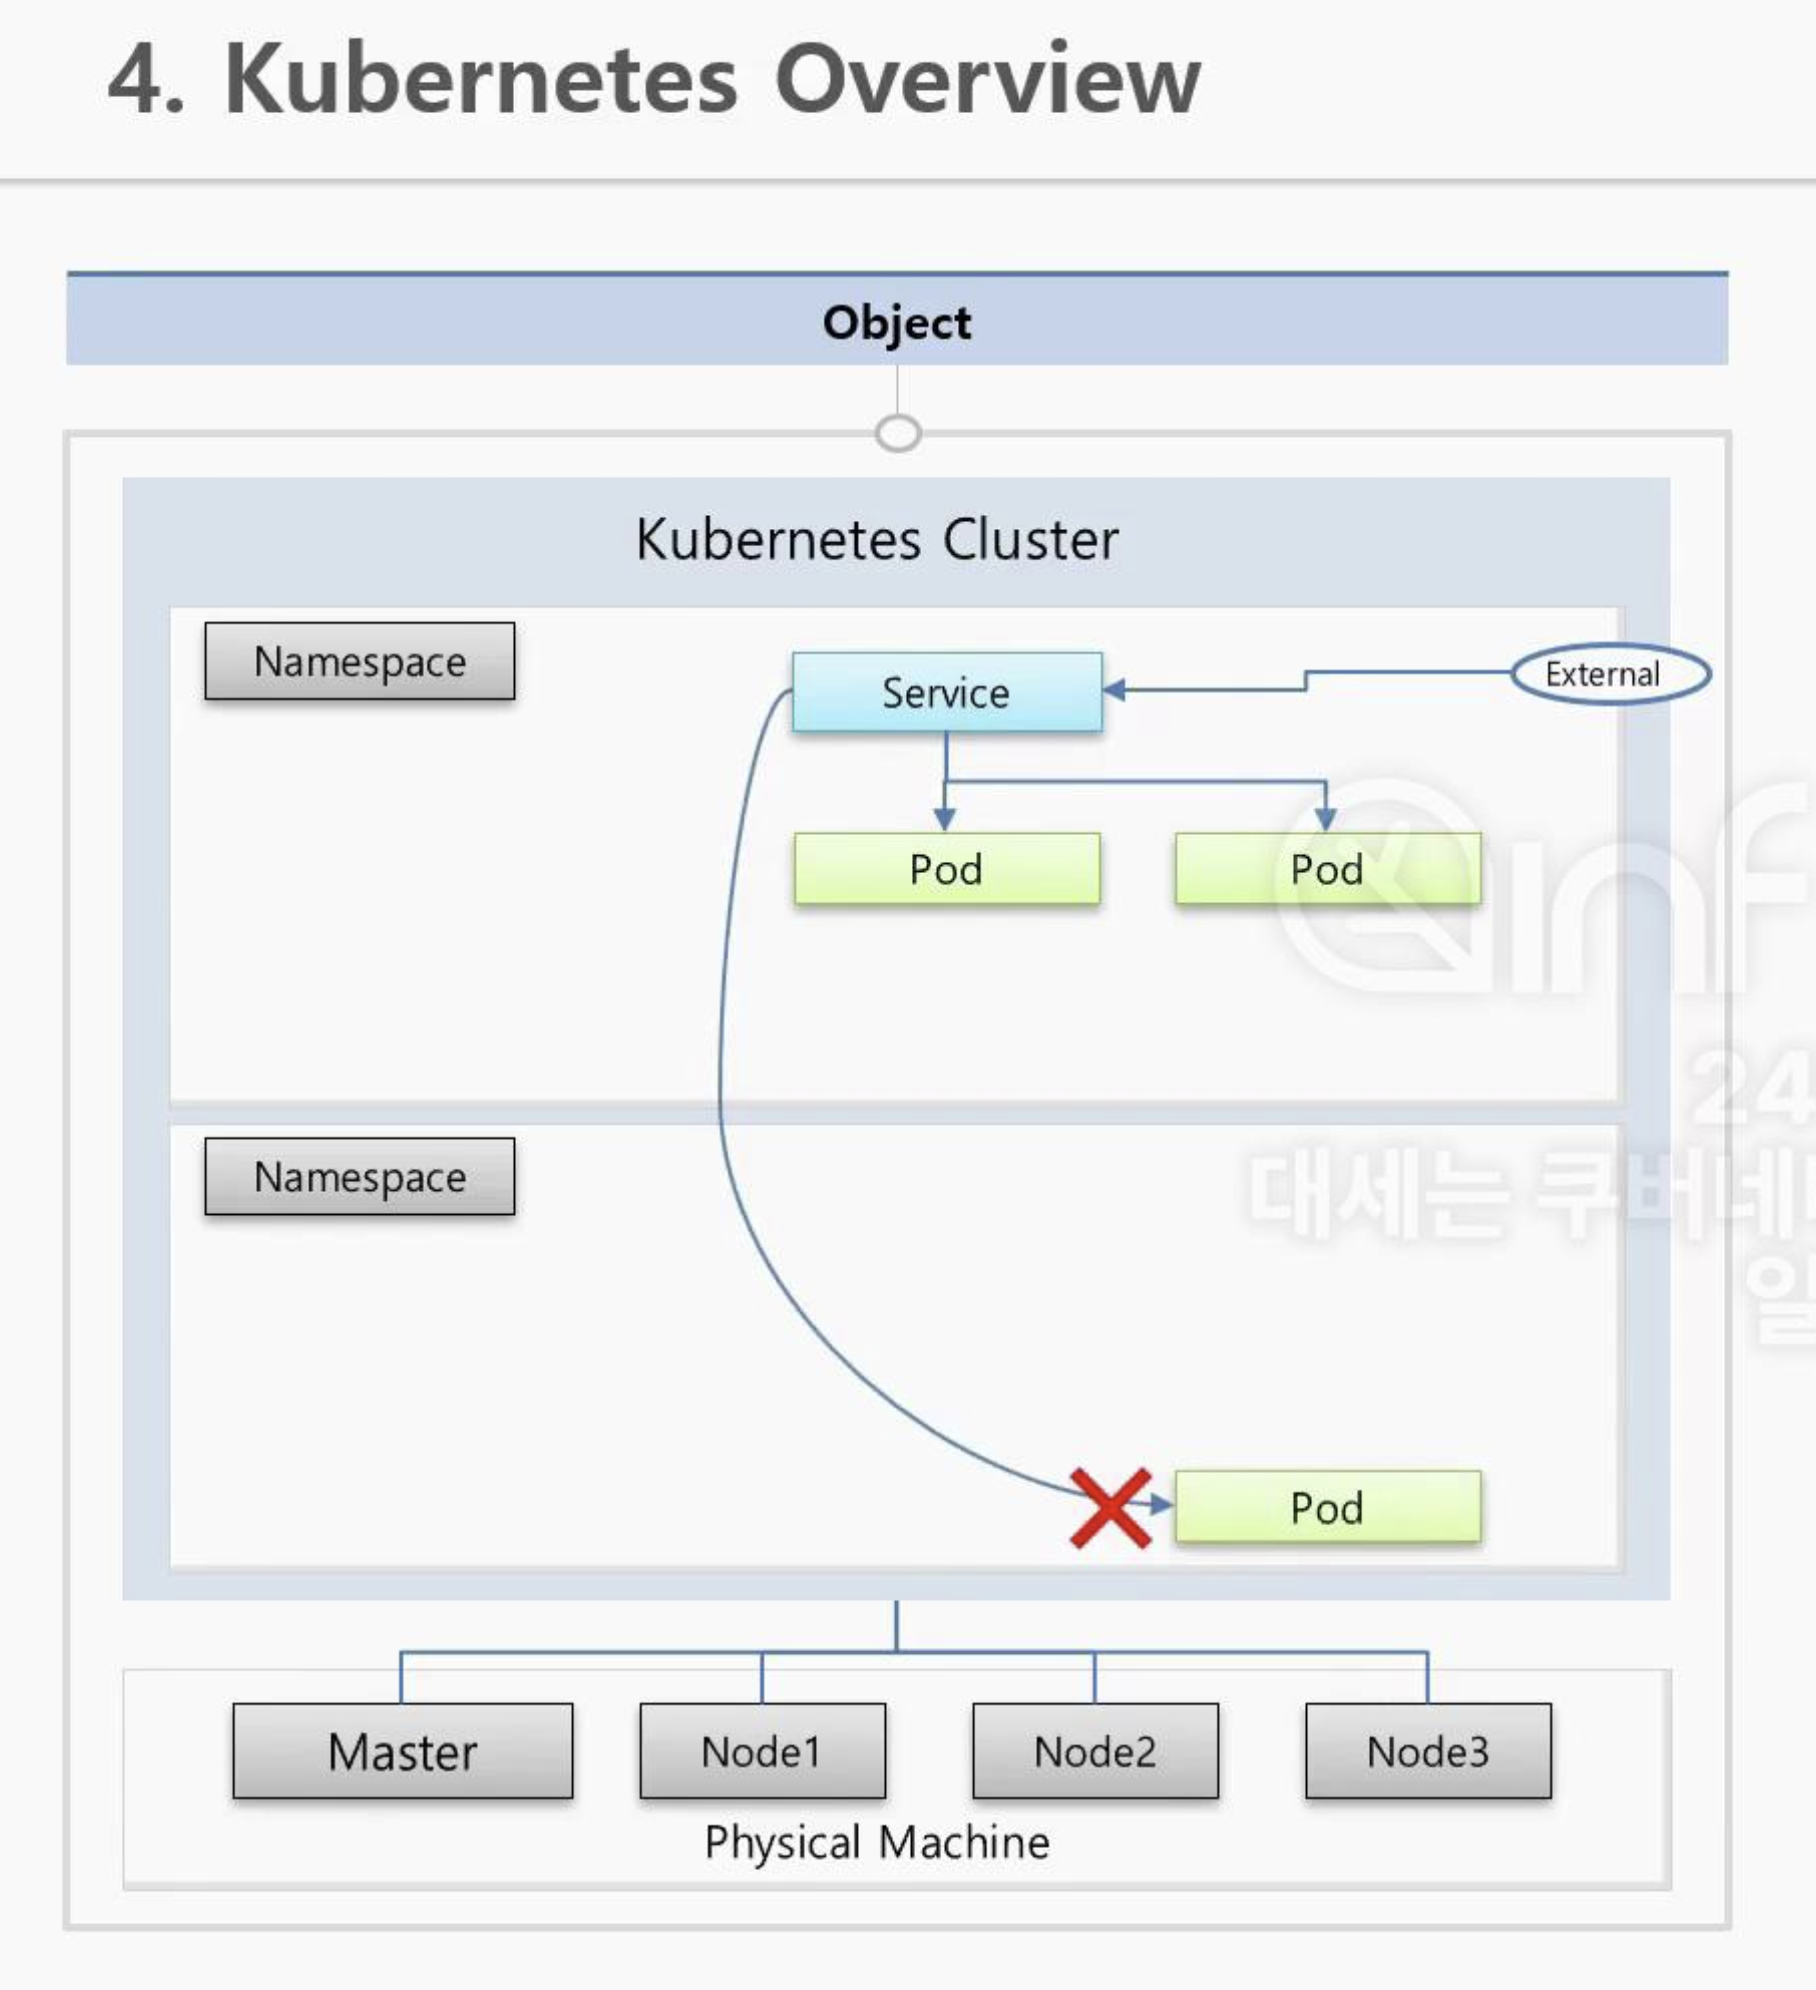 4. Kubernetes Overview
Object
Kubernetes Cluster
Namespace
Service
External
Pod
Pod
inf
24
대세는 쿠버네
Namespace
Pod
Master
Node1
Node2
Node3
Physical Machine